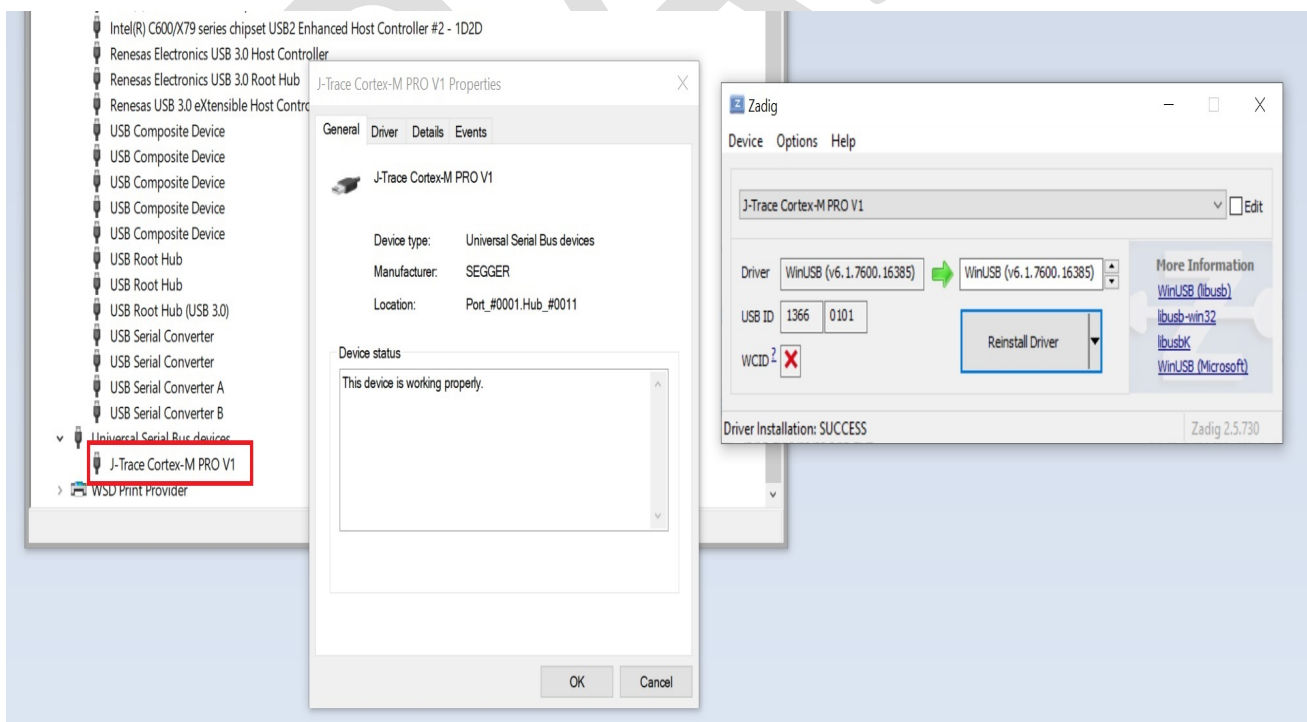 Intel(R) C600/X79 series chipset USB2 Enhanced Host Controller #2 - 1D2D
Renesas Electronics USB 3.0 Host Controller
Renesas Electronics USB 3.0 Root Hub
Renesas USB 3.0 eXtensible Host Contro
USB Composite Device
USB Composite Device
USB Composite Device
USB Composite Device
USB Composite Device
USB Root Hub
USB Root Hub
USB Root Hub (USB 3.0)
USB Serial Converter
USB Serial Converter
USB Serial Converter A
USB Serial Converter B
Universal Serial Bus devices
J-Trace Cortex-M PRO V1
WSD Print Provider
J-Trace Cortex-M PRO V1 Properties
General Driver Details Events
J-Trace Cortex-M PRO V1
Device type: Universal Serial Bus devices
Manufacturer: SEGGER
Location: Port_#0001.Hub_#0011
Device status
This device is working properly.
OK Cancel
Zadig
Device Options Help
J-Trace Cortex-M PRO V1 Edit
Driver WinUSB (v6.1.7600.16385) WinUSB (v6.1.7600.16385)
USB ID 1366 0101
WCID ?
Reinstall Driver
More Information
WinUSB (libusb)
libusb-win32
libusbK
WinUSB (Microsoft)
Driver Installation: SUCCESS Zadig 2.5.730